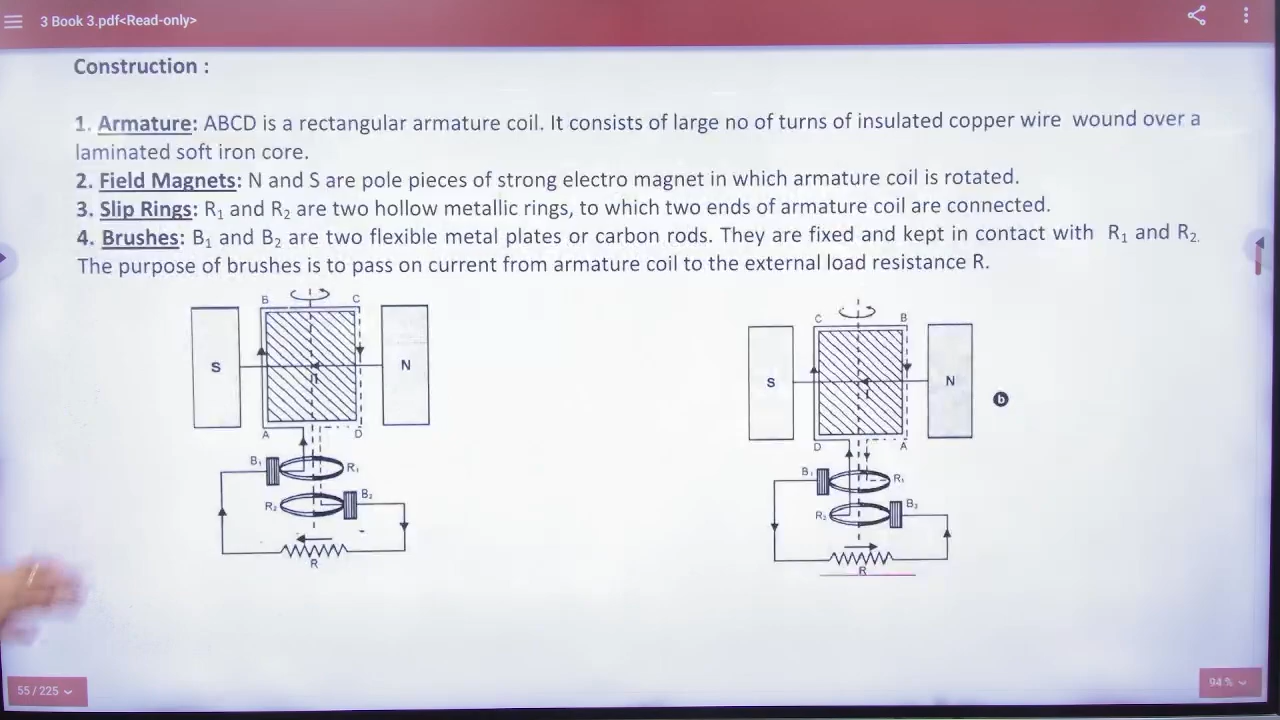 3 Book 3.pdf<Read-only>
Construction :
1. Armature: ABCD is a rectangular armature coil. It consists of large no of turns of insulated copper wire wound over a
laminated soft iron core.
2. Field Magnets: N and S are pole pieces of strong electro magnet in which armature coil is rotated.
3. Slip Rings: R₁ and R₂ are two hollow metallic rings, to which two ends of armature coil are connected.
4. Brushes: B₁ and B₂ are two flexible metal plates or carbon rods. They are fixed and kept in contact with R₁ and R₂.
The purpose of brushes is to pass on current from armature coil to the external load resistance R.
B C
S N
A D
B₁ R₁
R₂ B₂
R
C B
S N
b
D A
B₁ R₁
R₂ B₂
R
55 / 225
94 %